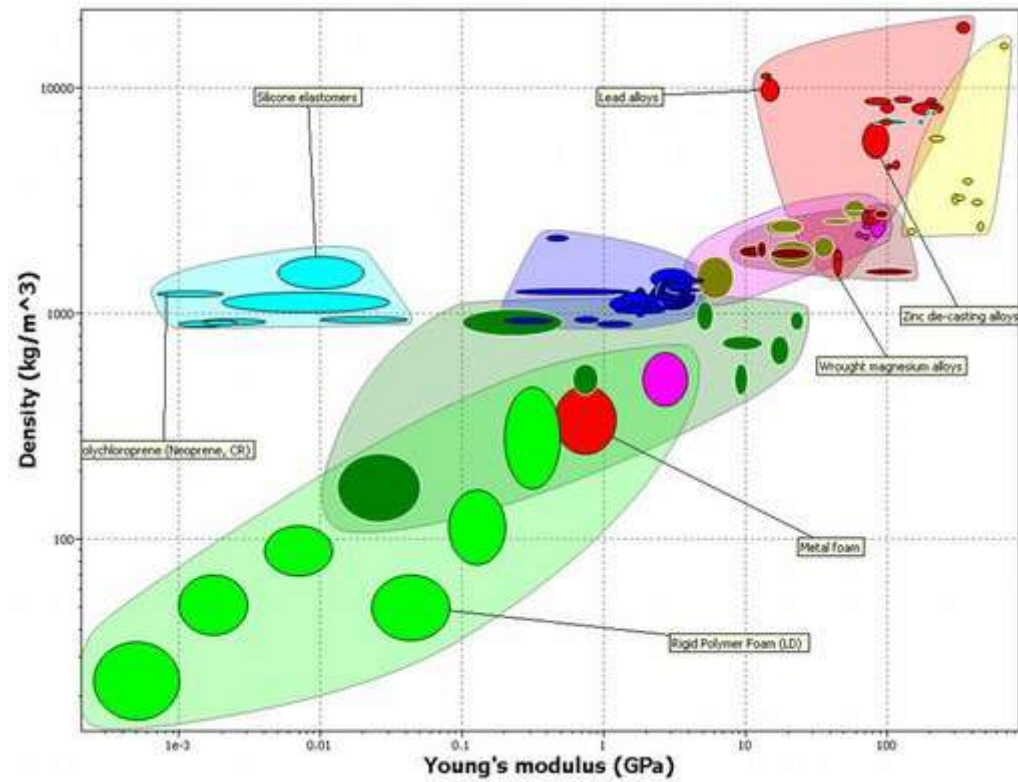 10000
Silicone elastomers
Lead alloys
1000
Zinc die-casting alloys
Wrought magnesium alloys
olychloroprene (Neoprene, CR)
Density (kg/m^3)
Metal foam
100
Rigid Polymer Foam (LD)
1e-3 0.01 0.1 1 10 100
Young's modulus (GPa)